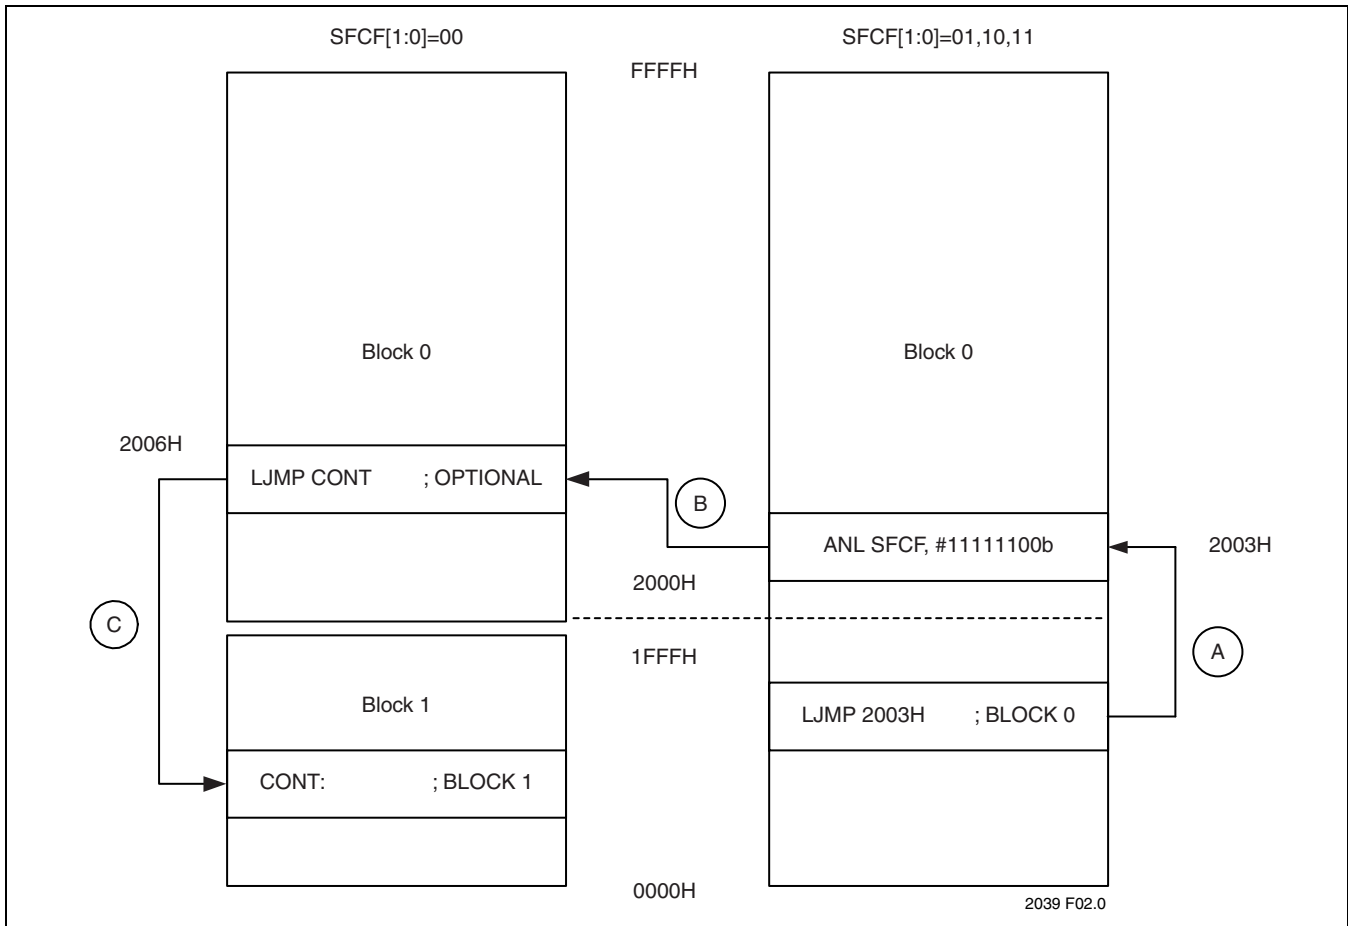 SFCF[1:0]=00
SFCF[1:0]=01,10,11
FFFFH
Block 0
Block 0
2006H
LJMP CONT ; OPTIONAL
B
ANL SFCF, #11111100b
2003H
2000H
C
1FFFH
A
Block 1
LJMP 2003H ; BLOCK 0
CONT: ; BLOCK 1
0000H
2039 F02.0